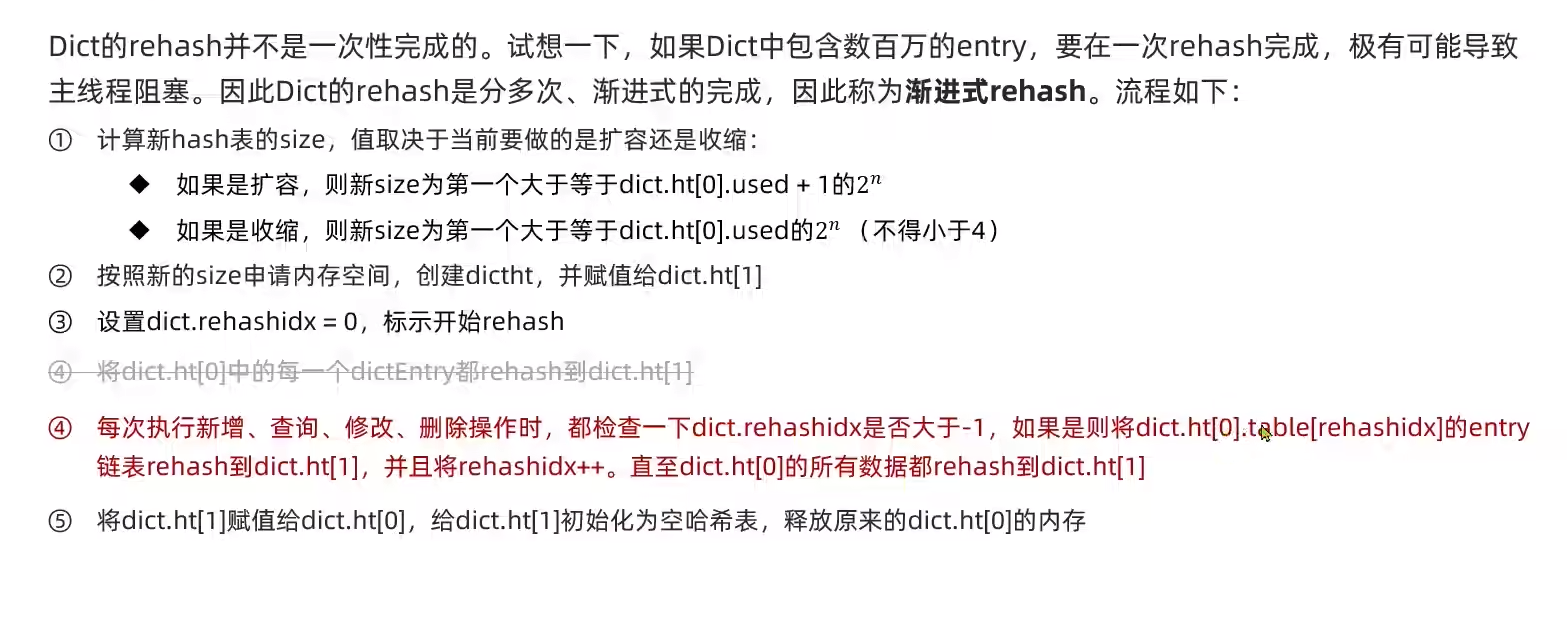 Dict的rehash并不是一次性完成的。试想一下，如果Dict中包含数百万的entry，要在一次rehash完成，极有可能导致
主线程阻塞。因此Dict的rehash是分多次、渐进式的完成，因此称为渐进式rehash。流程如下：
① 计算新hash表的size，值取决于当前要做的是扩容还是收缩：
◆ 如果是扩容，则新size为第一个大于等于dict.ht[0].used + 1的2ⁿ
◆ 如果是收缩，则新size为第一个大于等于dict.ht[0].used的2ⁿ（不得小于4）
② 按照新的size申请内存空间，创建dictht，并赋值给dict.ht[1]
③ 设置dict.rehashidx = 0，标示开始rehash
④ 将dict.ht[0]中的每一个dictEntry都rehash到dict.ht[1]
④ 每次执行新增、查询、修改、删除操作时，都检查一下dict.rehashidx是否大于-1，如果是则将dict.ht[0].table[rehashidx]的entry
链表rehash到dict.ht[1]，并且将rehashidx++。直至dict.ht[0]的所有数据都rehash到dict.ht[1]
⑤ 将dict.ht[1]赋值给dict.ht[0]，给dict.ht[1]初始化为空哈希表，释放原来的dict.ht[0]的内存